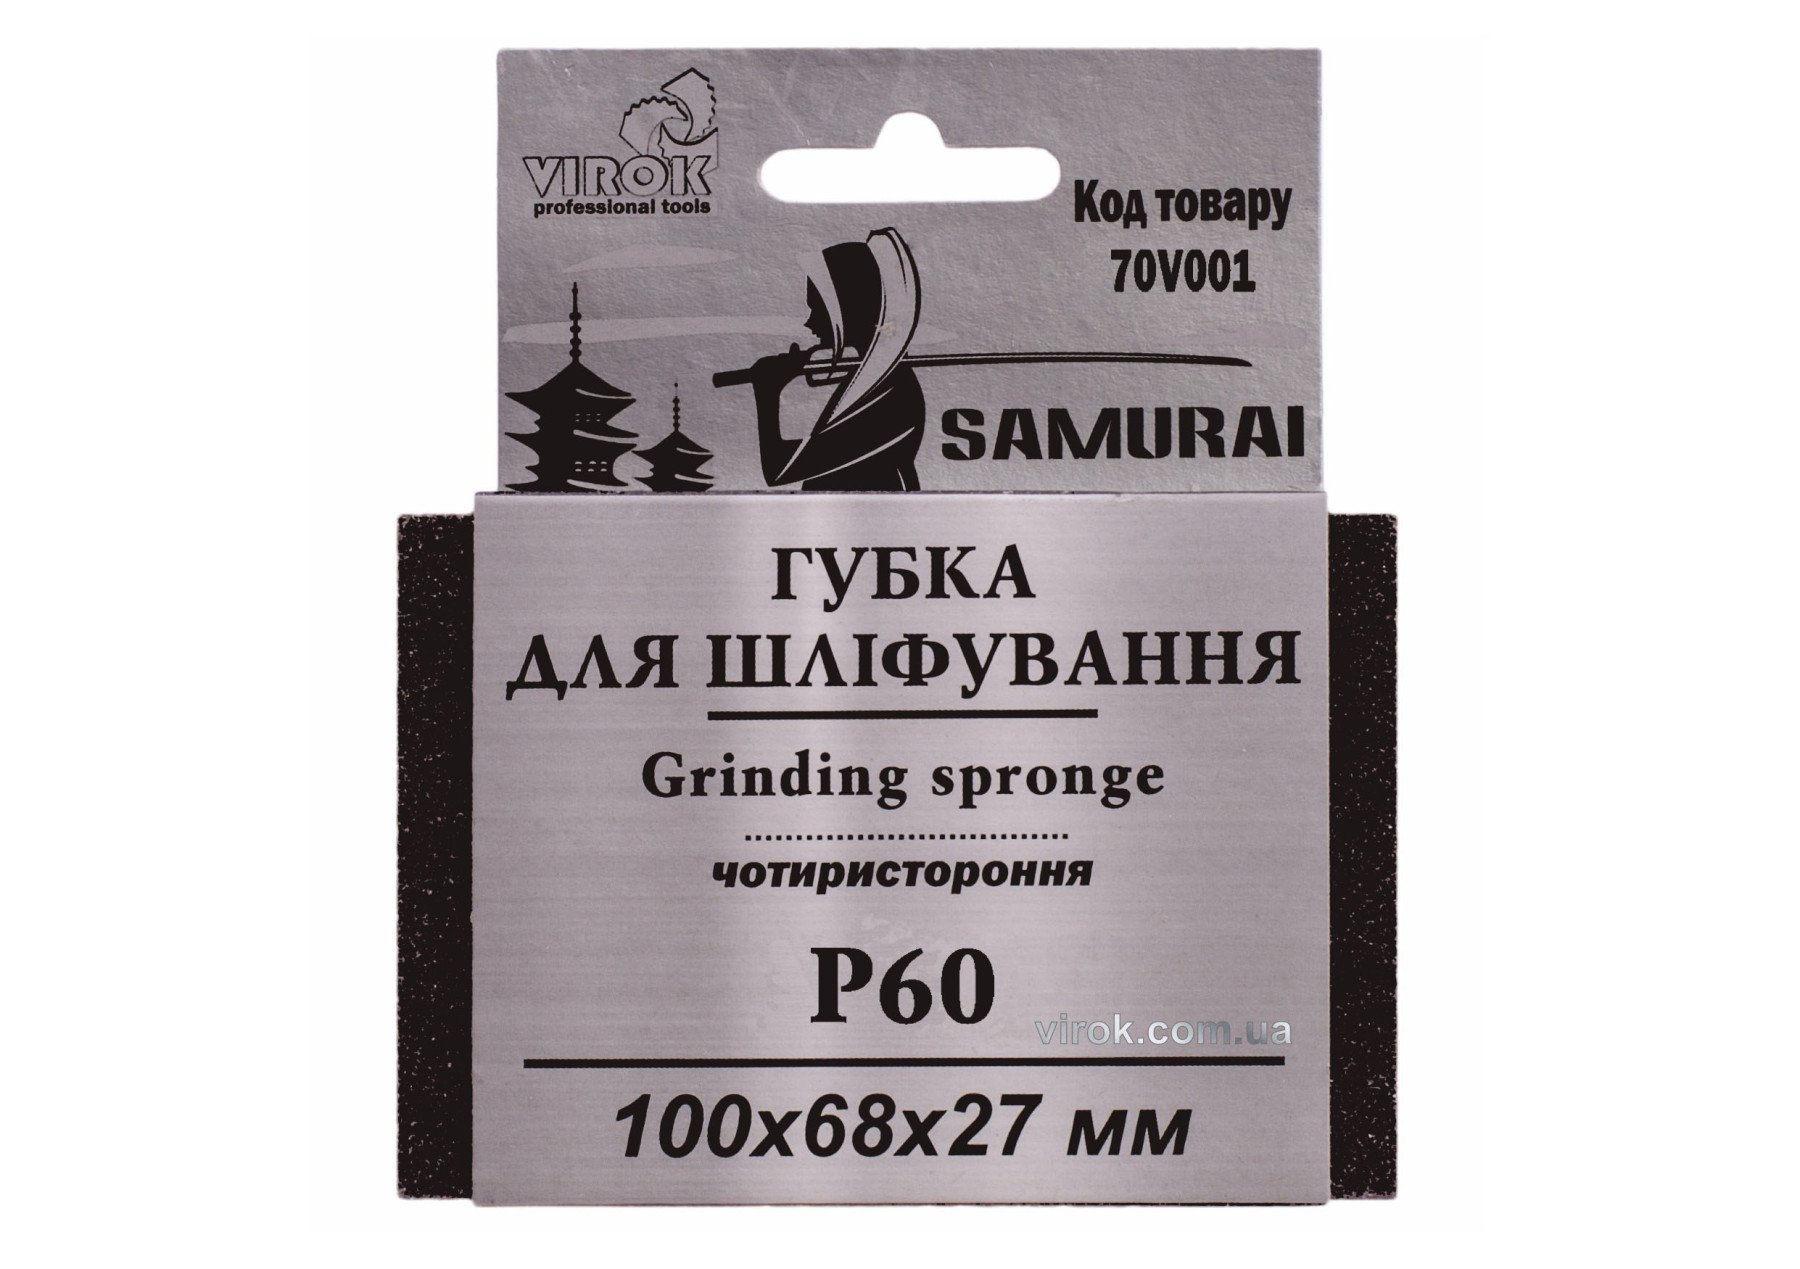 VIROK
professional tools
Код товару
70V001
SAMURAI
ГУБКА
ДЛЯ ШЛІФУВАННЯ
Grinding spronge
чотиристороння
P60
virok.com.ua
100x68x27 мм